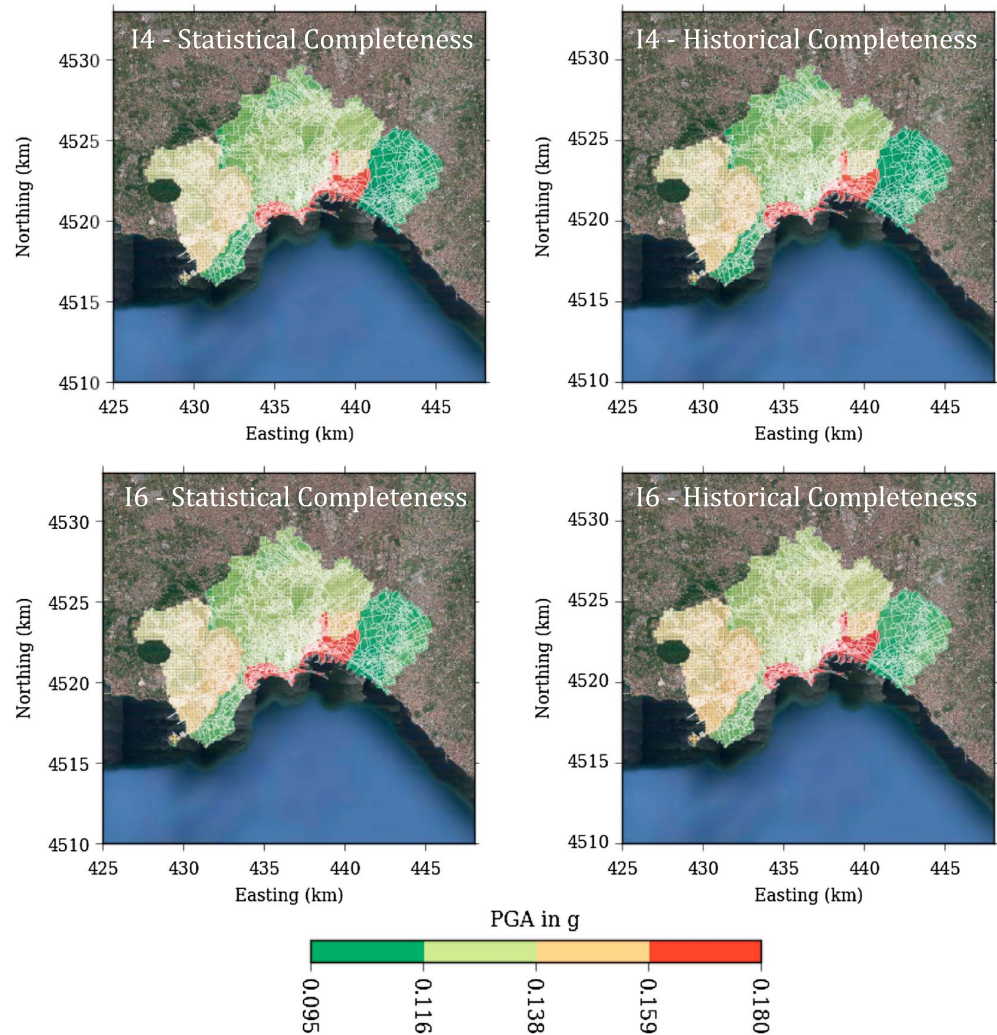 I4 - Statistical Completeness
I4 - Historical Completeness
4530
4525
4520
4515
4510
Northing (km)
425 430 435 440 445
Easting (km)
4530
4525
4520
4515
4510
Northing (km)
425 430 435 440 445
Easting (km)
I6 - Statistical Completeness
I6 - Historical Completeness
4530
4525
4520
4515
4510
Northing (km)
425 430 435 440 445
Easting (km)
4530
4525
4520
4515
4510
Northing (km)
425 430 435 440 445
Easting (km)
PGA in g
0.095 0.116 0.138 0.159 0.180